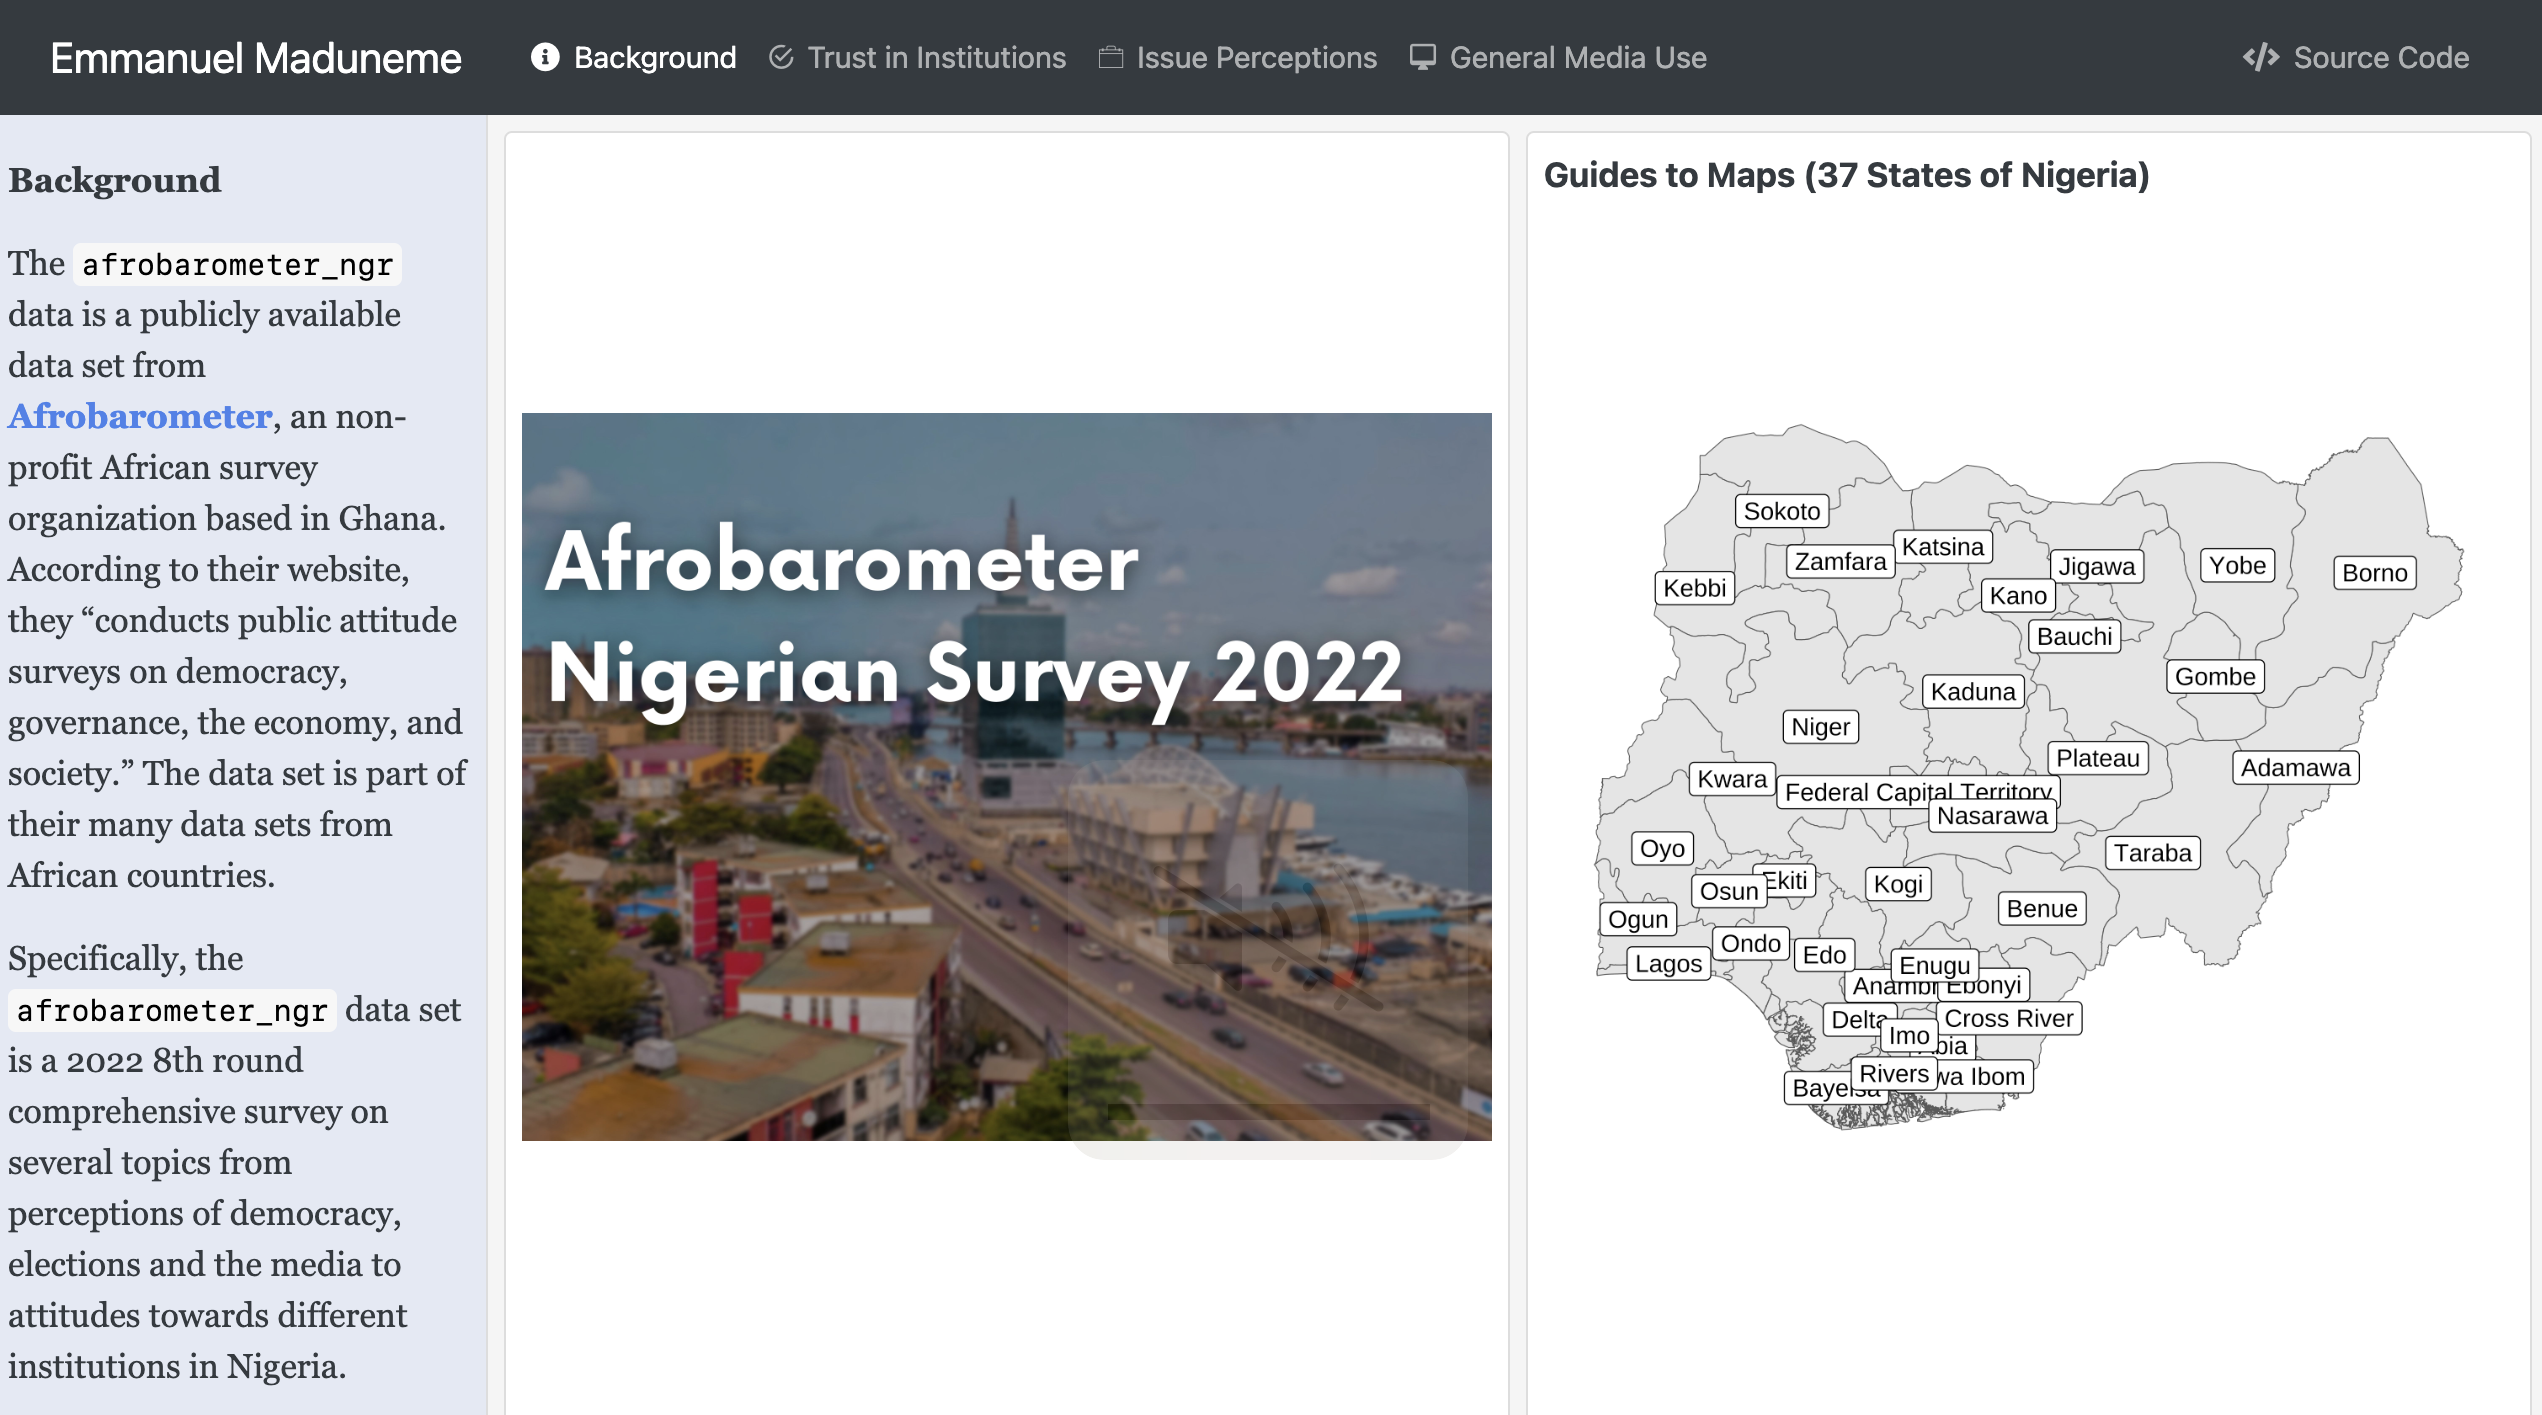 Emmanuel Maduneme
Background
Trust in Institutions
Issue Perceptions
General Media Use
Source Code
Background
The afrobarometer_ngr
data is a publicly available
data set from
Afrobarometer, an non-
profit African survey
organization based in Ghana.
According to their website,
they “conducts public attitude
surveys on democracy,
governance, the economy, and
society.” The data set is part of
their many data sets from
African countries.
Specifically, the
afrobarometer_ngr data set
is a 2022 8th round
comprehensive survey on
several topics from
perceptions of democracy,
elections and the media to
attitudes towards different
institutions in Nigeria.
Afrobarometer
Nigerian Survey 2022
Guides to Maps (37 States of Nigeria)
Sokoto
Katsina
Zamfara
Jigawa
Yobe
Borno
Kebbi
Kano
Bauchi
Gombe
Kaduna
Niger
Plateau
Adamawa
Kwara
Federal Capital Territory
Nasarawa
Oyo
Taraba
Ekiti
Osun
Kogi
Benue
Ogun
Ondo
Edo
Lagos
Enugu
Ebonyi
Delta
Cross River
Imo
Rivers
Ibom
Bayelsa